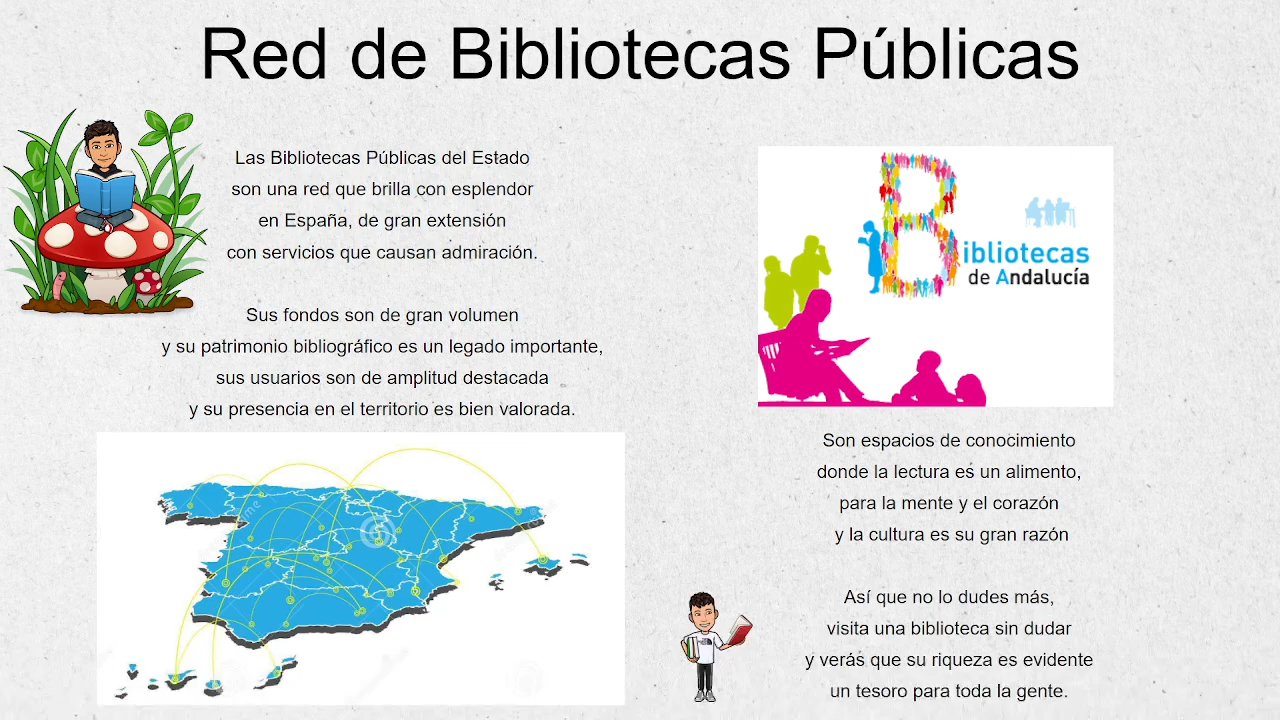 Red de Bibliotecas Públicas
Las Bibliotecas Públicas del Estado
son una red que brilla con esplendor
en España, de gran extensión
con servicios que causan admiración.
Sus fondos son de gran volumen
y su patrimonio bibliográfico es un legado importante,
sus usuarios son de amplitud destacada
y su presencia en el territorio es bien valorada.
Bibliotecas
de Andalucía
Son espacios de conocimiento
donde la lectura es un alimento,
para la mente y el corazón
y la cultura es su gran razón
Así que no lo dudes más,
visita una biblioteca sin dudar
y verás que su riqueza es evidente
un tesoro para toda la gente.